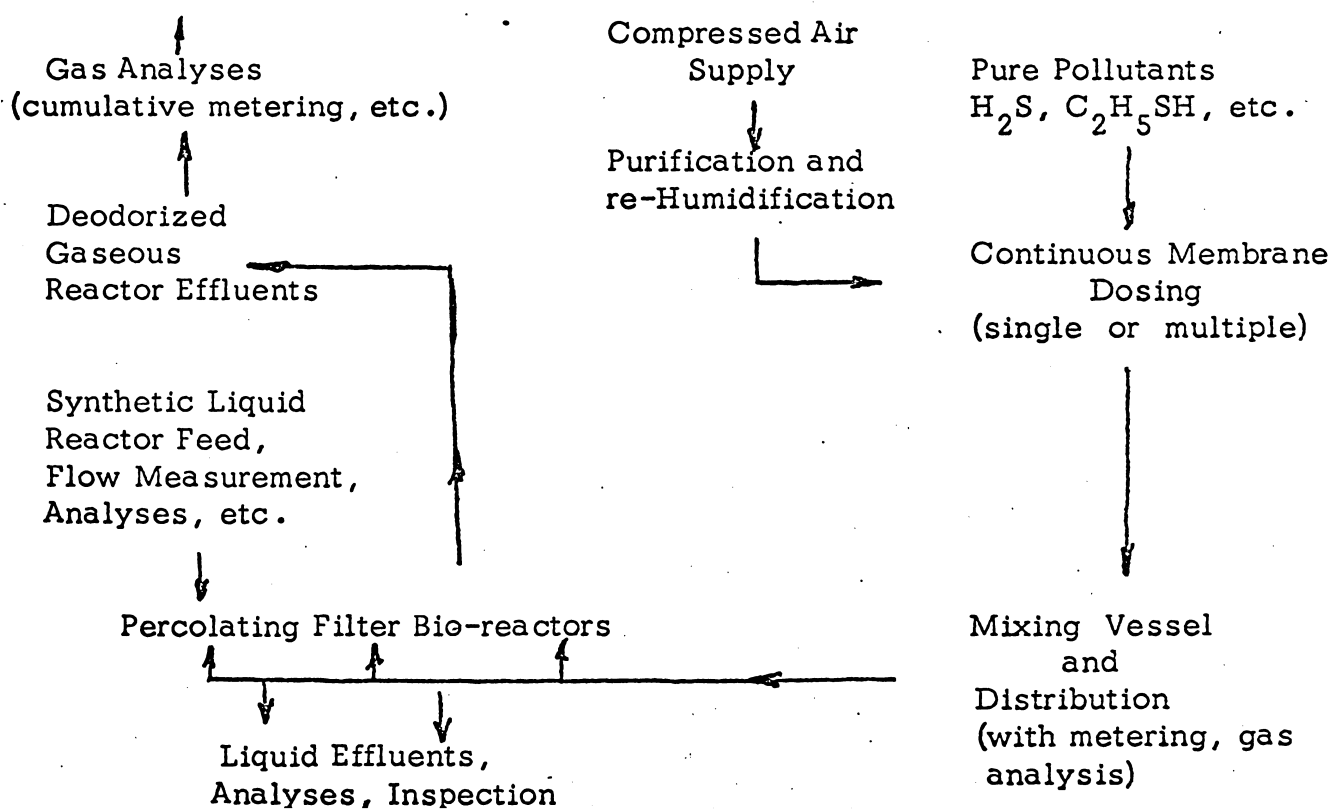 Gas Analyses
(cumulative metering, etc.)
Deodorized
Gaseous
Reactor Effluents
Synthetic Liquid
Reactor Feed,
Flow Measurement,
Analyses, etc.
Percolating Filter Bio-reactors
Liquid Effluents,
Analyses, Inspection
Compressed Air
Supply
Purification and
re-Humidification
Pure Pollutants
H₂S, C₂H₅SH, etc.
Continuous Membrane
Dosing
(single or multiple)
Mixing Vessel
and
Distribution
(with metering, gas
analysis)